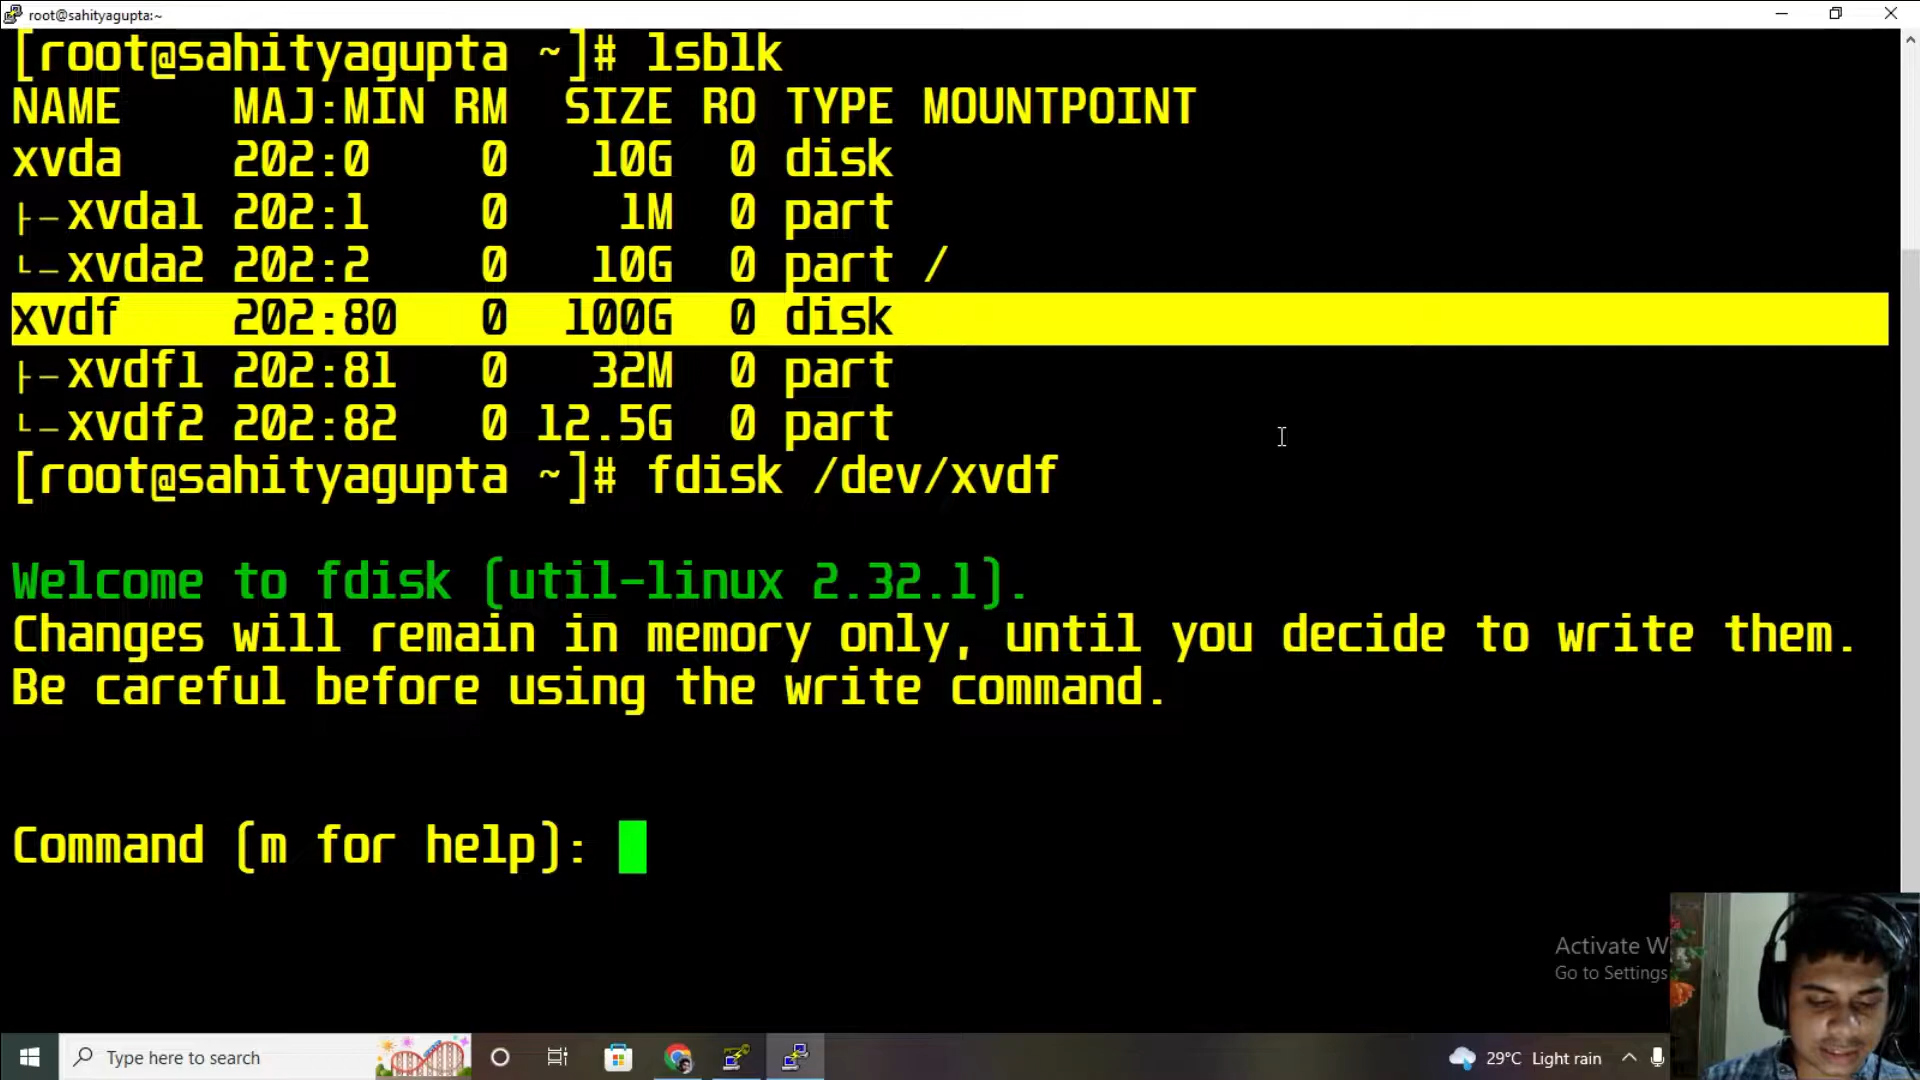 root@sahityagupta:~
[root@sahityagupta ~]# lsblk
NAME    MAJ:MIN RM  SIZE RO TYPE MOUNTPOINT
xvda    202:0    0   10G  0 disk
├─xvda1 202:1    0    1M  0 part
└─xvda2 202:2    0   10G  0 part /
xvdf    202:80   0  100G  0 disk
├─xvdf1 202:81   0   32M  0 part
└─xvdf2 202:82   0 12.5G  0 part
[root@sahityagupta ~]# fdisk /dev/xvdf
Welcome to fdisk (util-linux 2.32.1).
Changes will remain in memory only, until you decide to write them.
Be careful before using the write command.
Command (m for help):
Activate W
Go to Settings
Type here to search
29°C Light rain